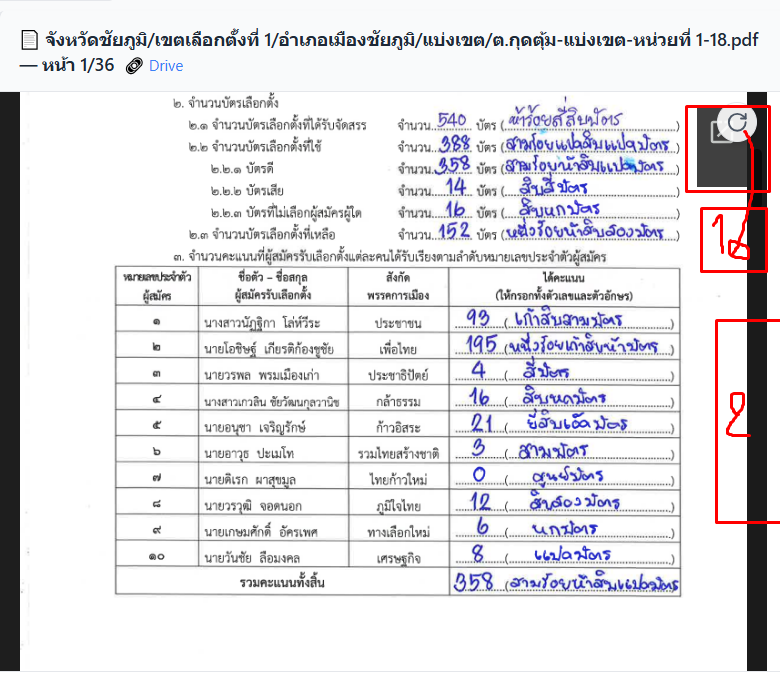 จังหวัดชัยภูมิ/เขตเลือกตั้งที่ 1/อำเภอเมืองชัยภูมิ/แบ่งเขต/ต.กุดตุ้ม-แบ่งเขต-หน่วยที่ 1-18.pdf
— หน้า 1/36 Drive
๒. จำนวนบัตรเลือกตั้ง
๒.๑ จำนวนบัตรเลือกตั้งที่ได้รับจัดสรร จำนวน 540 บัตร (ห้าร้อยสี่สิบบัตร)
๒.๒ จำนวนบัตรเลือกตั้งที่ใช้ จำนวน 388 บัตร (สามร้อยแปดสิบแปดบัตร)
๒.๒.๑ บัตรดี จำนวน 358 บัตร (สามร้อยห้าสิบแปดบัตร)
๒.๒.๒ บัตรเสีย จำนวน 14 บัตร (สิบสี่บัตร)
๒.๒.๓ บัตรที่ไม่เลือกผู้สมัครผู้ใด จำนวน 16 บัตร (สิบหกบัตร)
๒.๓ จำนวนบัตรเลือกตั้งที่เหลือ จำนวน 152 บัตร (หนึ่งร้อยห้าสิบสองบัตร)
16
๓. จำนวนคะแนนที่ผู้สมัครรับเลือกตั้งแต่ละคนได้รับเรียงตามลำดับหมายเลขประจำตัวผู้สมัคร
หมายเลขประจำตัว ชื่อตัว - ชื่อสกุล สังกัด ได้คะแนน
ผู้สมัคร ผู้สมัครรับเลือกตั้ง พรรคการเมือง (ให้กรอกทั้งตัวเลขและตัวอักษร)
๑ นางสาวนัฏฐิกา โล่ห์วีระ ประชาชน 93 (เก้าสิบสามบัตร)
๒ นายโอชิษฐ์ เกียรติก้องชูชัย เพื่อไทย 195 (หนึ่งร้อยเก้าสิบห้าบัตร)
๓ นายวรพล พรมเมืองเก่า ประชาธิปัตย์ 4 (สี่บัตร)
๔ นางสาวเกวลิน ชัยวัฒนกุลวานิช กล้าธรรม 16 (สิบหกบัตร)
๕ นายอนุชา เจริญรักษ์ ก้าวอิสระ 21 (ยี่สิบเอ็ดบัตร)
๖ นายอาวุธ ปะเมโท รวมไทยสร้างชาติ 3 (สามบัตร)
๗ นายดิเรก ผาสุขมูล ไทยก้าวใหม่ 0 (ศูนย์บัตร)
๘ นายวรวุฒิ จอดนอก ภูมิใจไทย 12 (สิบสองบัตร)
๙ นายเกษมศักดิ์ อัครเพศ ทางเลือกใหม่ 6 (หกบัตร)
๑๐ นายวันชัย ลือมงคล เศรษฐกิจ 8 (แปดบัตร)
รวมคะแนนทั้งสิ้น 358 (สามร้อยห้าสิบแปดบัตร)